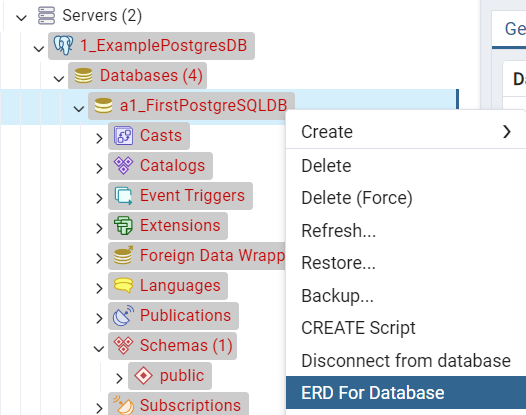 Servers (2)
Ge
1_ExamplePostgresDB
Databases (4)
a1_FirstPostgreSQLDB
Casts
Catalogs
Event Triggers
Extensions
Foreign Data Wrapp
Languages
Publications
Schemas (1)
public
Subscriptions
Create
Delete
Delete (Force)
Refresh...
Restore...
Backup...
CREATE Script
Disconnect from database
ERD For Database